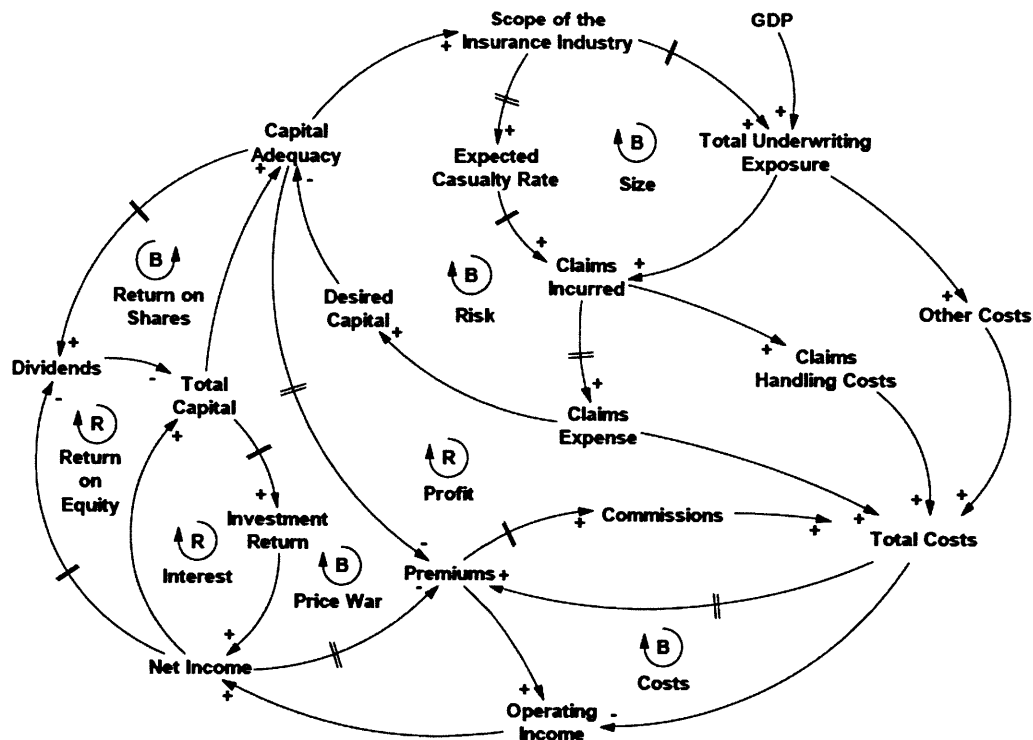 Scope of the
Insurance Industry
GDP
+
Capital
Adequacy
+
-
+
Expected
Casualty Rate
B
Size
+
+
Total Underwriting
Exposure
B
Return on
Shares
Desired
Capital
+
B
Risk
+
Claims
Incurred
+
+
Other Costs
+
Dividends
-
-
Total
Capital
+
+
Claims
Handling Costs
+
Claims
Expense
R
Return
on
Equity
R
Profit
+
Investment
Return
R
Interest
B
Price War
-
Premiums
+
-
+
Commissions
+
+
+
+
Total Costs
+
Net Income
+
B
Costs
+
Operating
Income
-